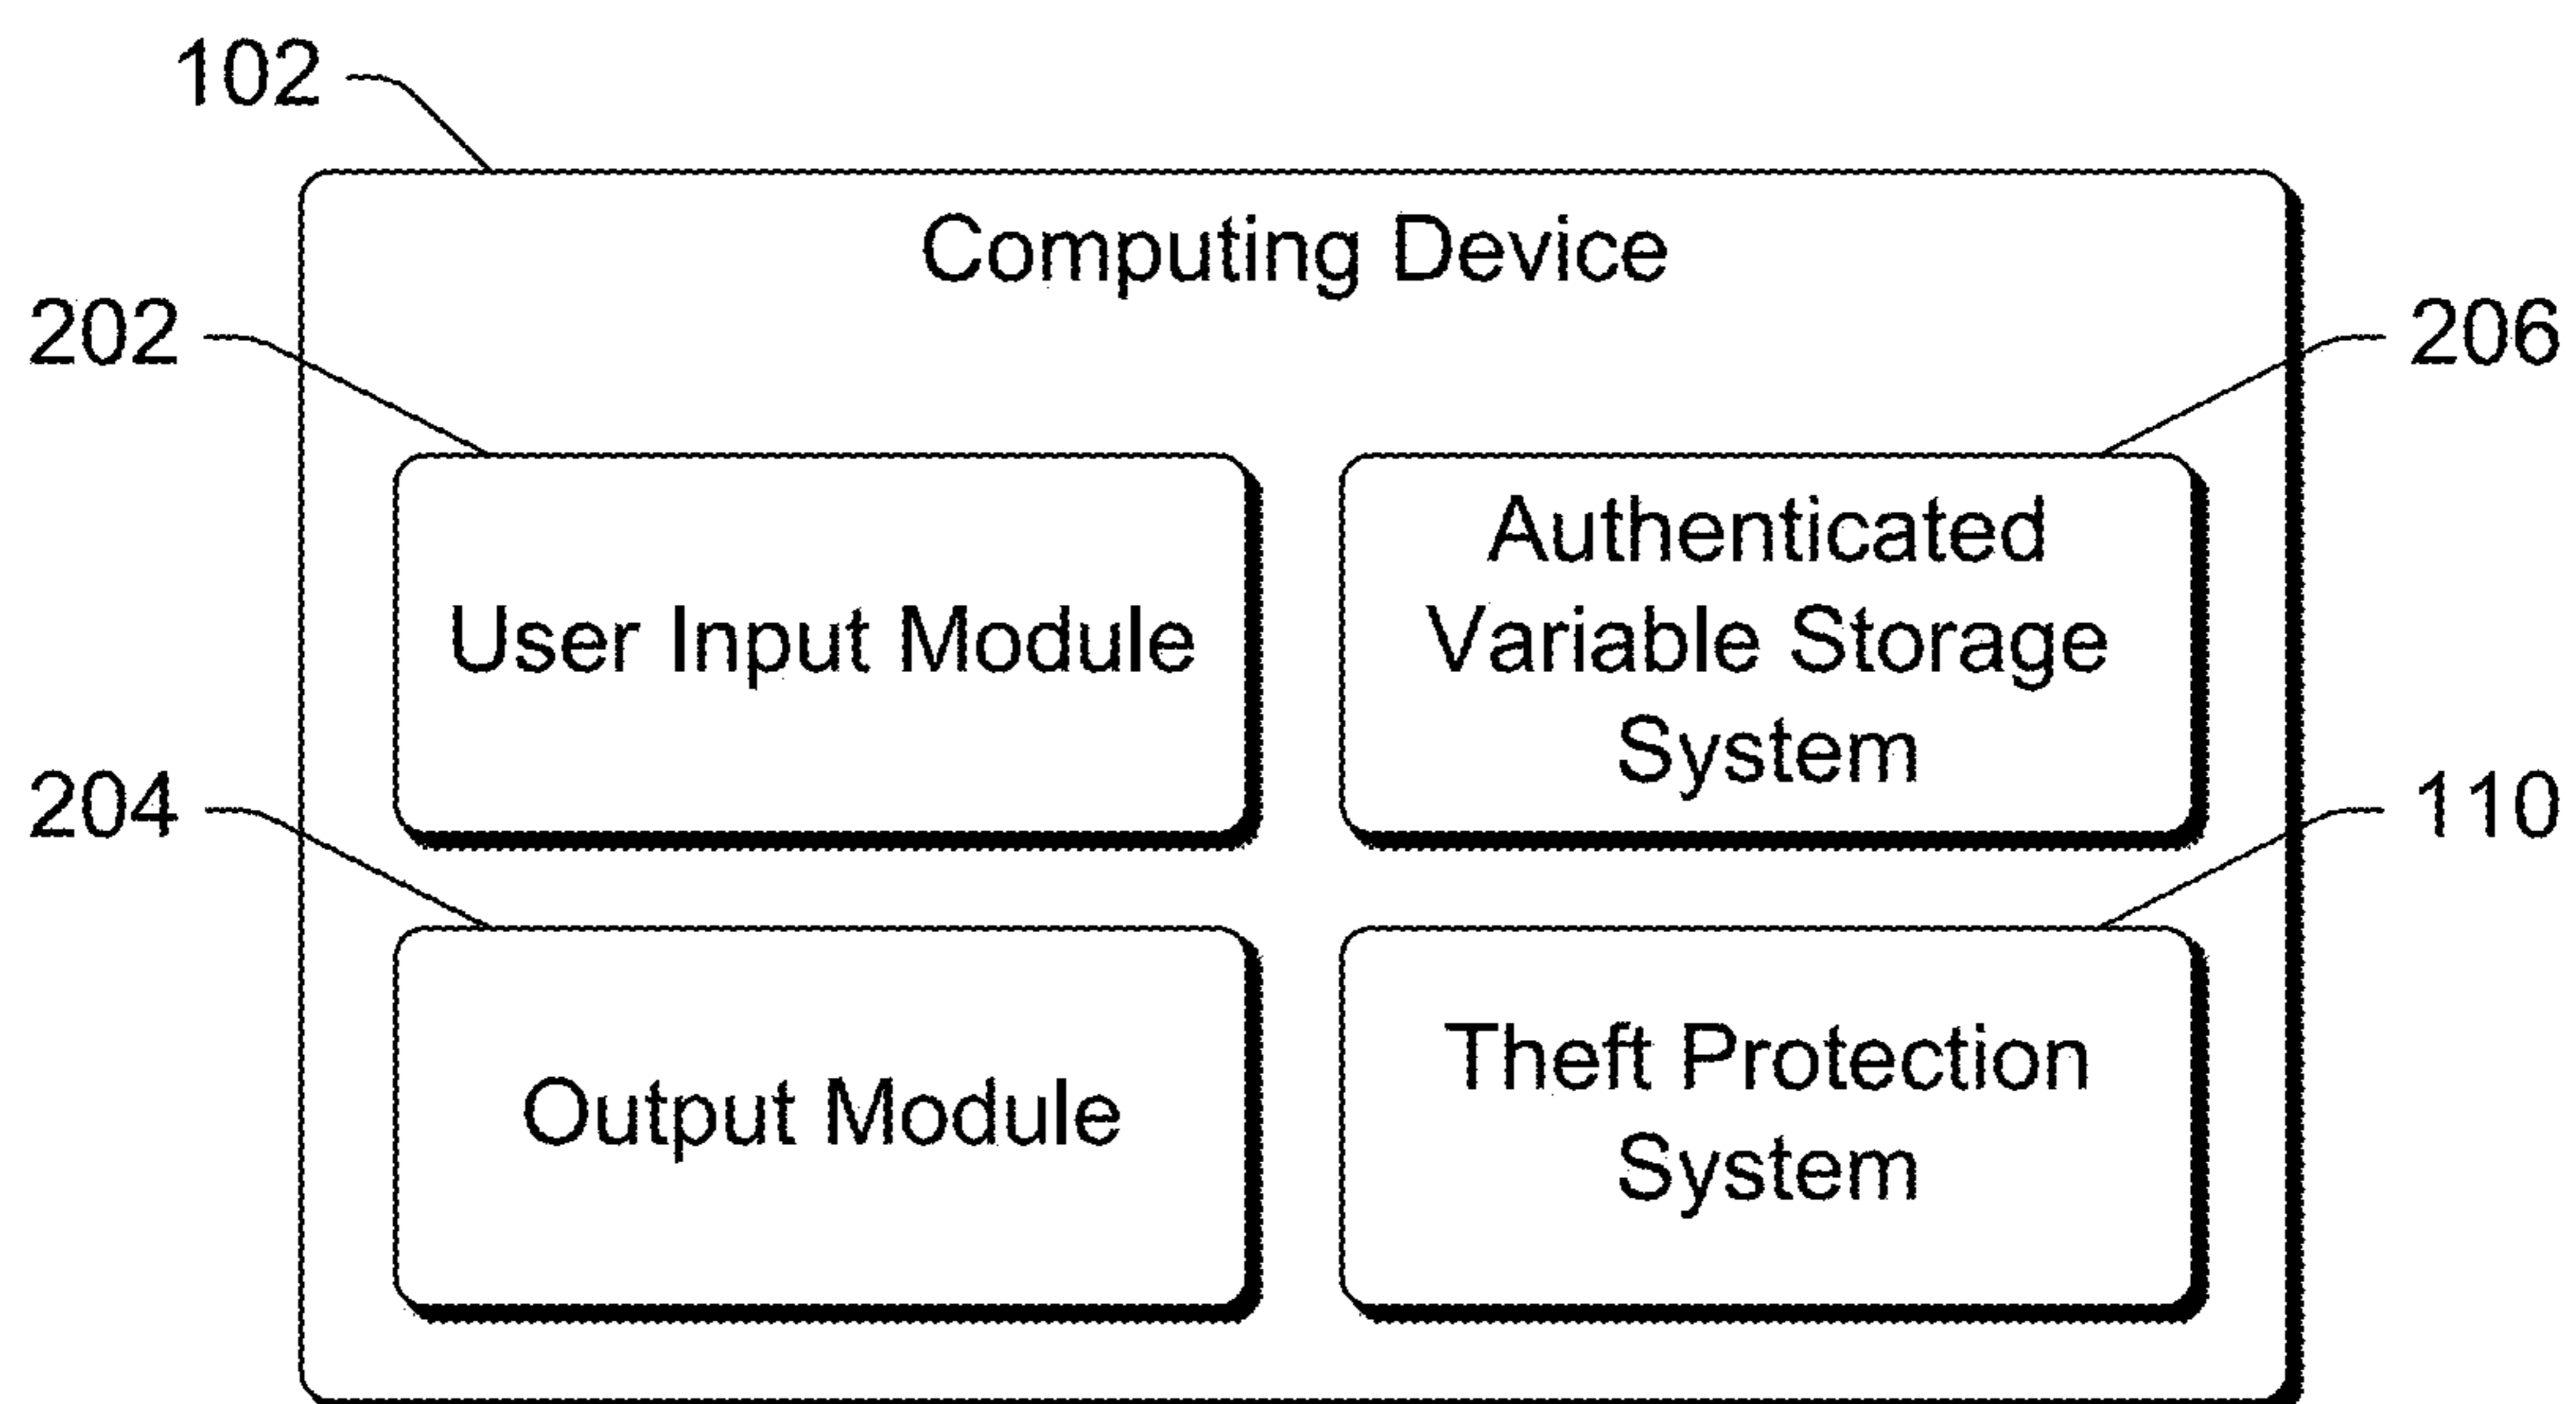 102
Computing Device
202
206
User Input Module
Authenticated
Variable Storage
System
204
110
Output Module
Theft Protection
System